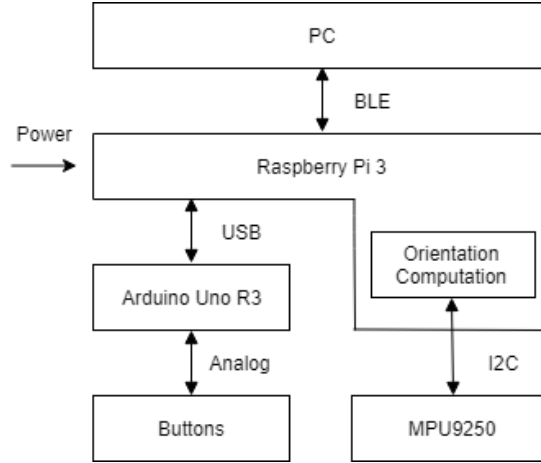 PC
BLE
Power
Raspberry Pi 3
USB
Orientation
Computation
Arduino Uno R3
Analog
I2C
Buttons
MPU9250